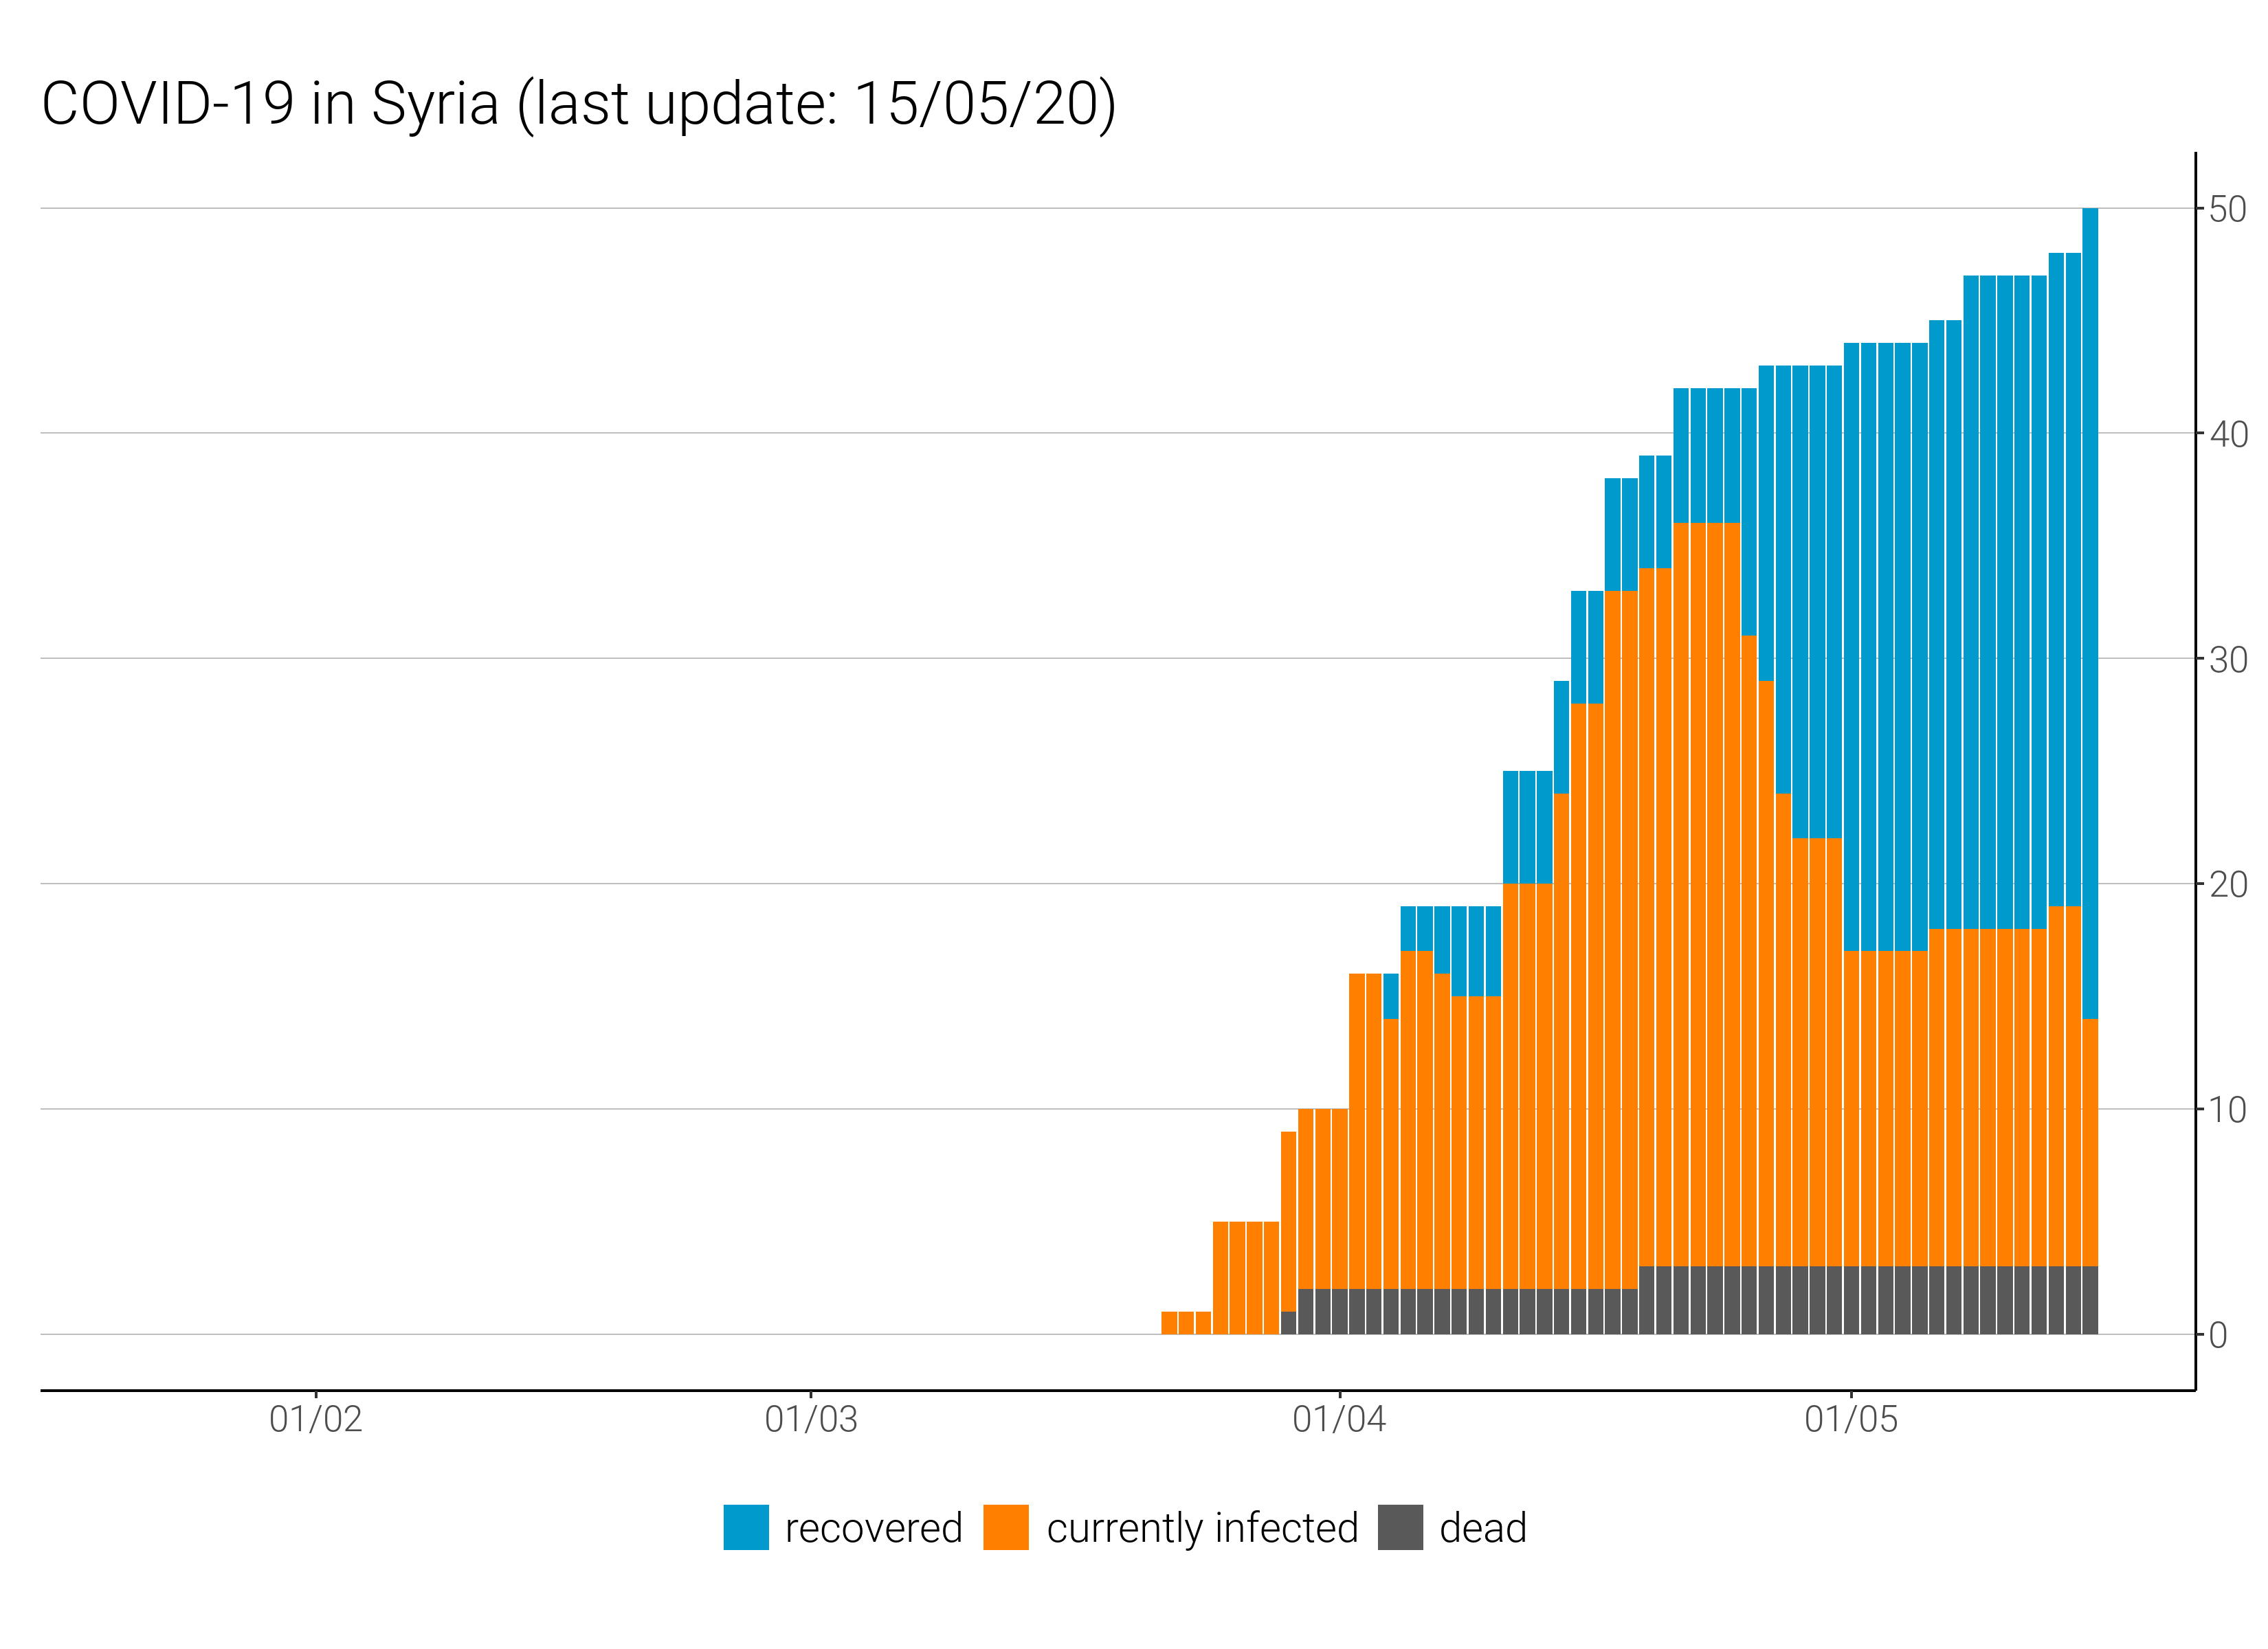 COVID-19 in Syria (last update: 15/05/20)
50
40
30
20
10
0
01/02 01/03 01/04 01/05
recovered currently infected dead